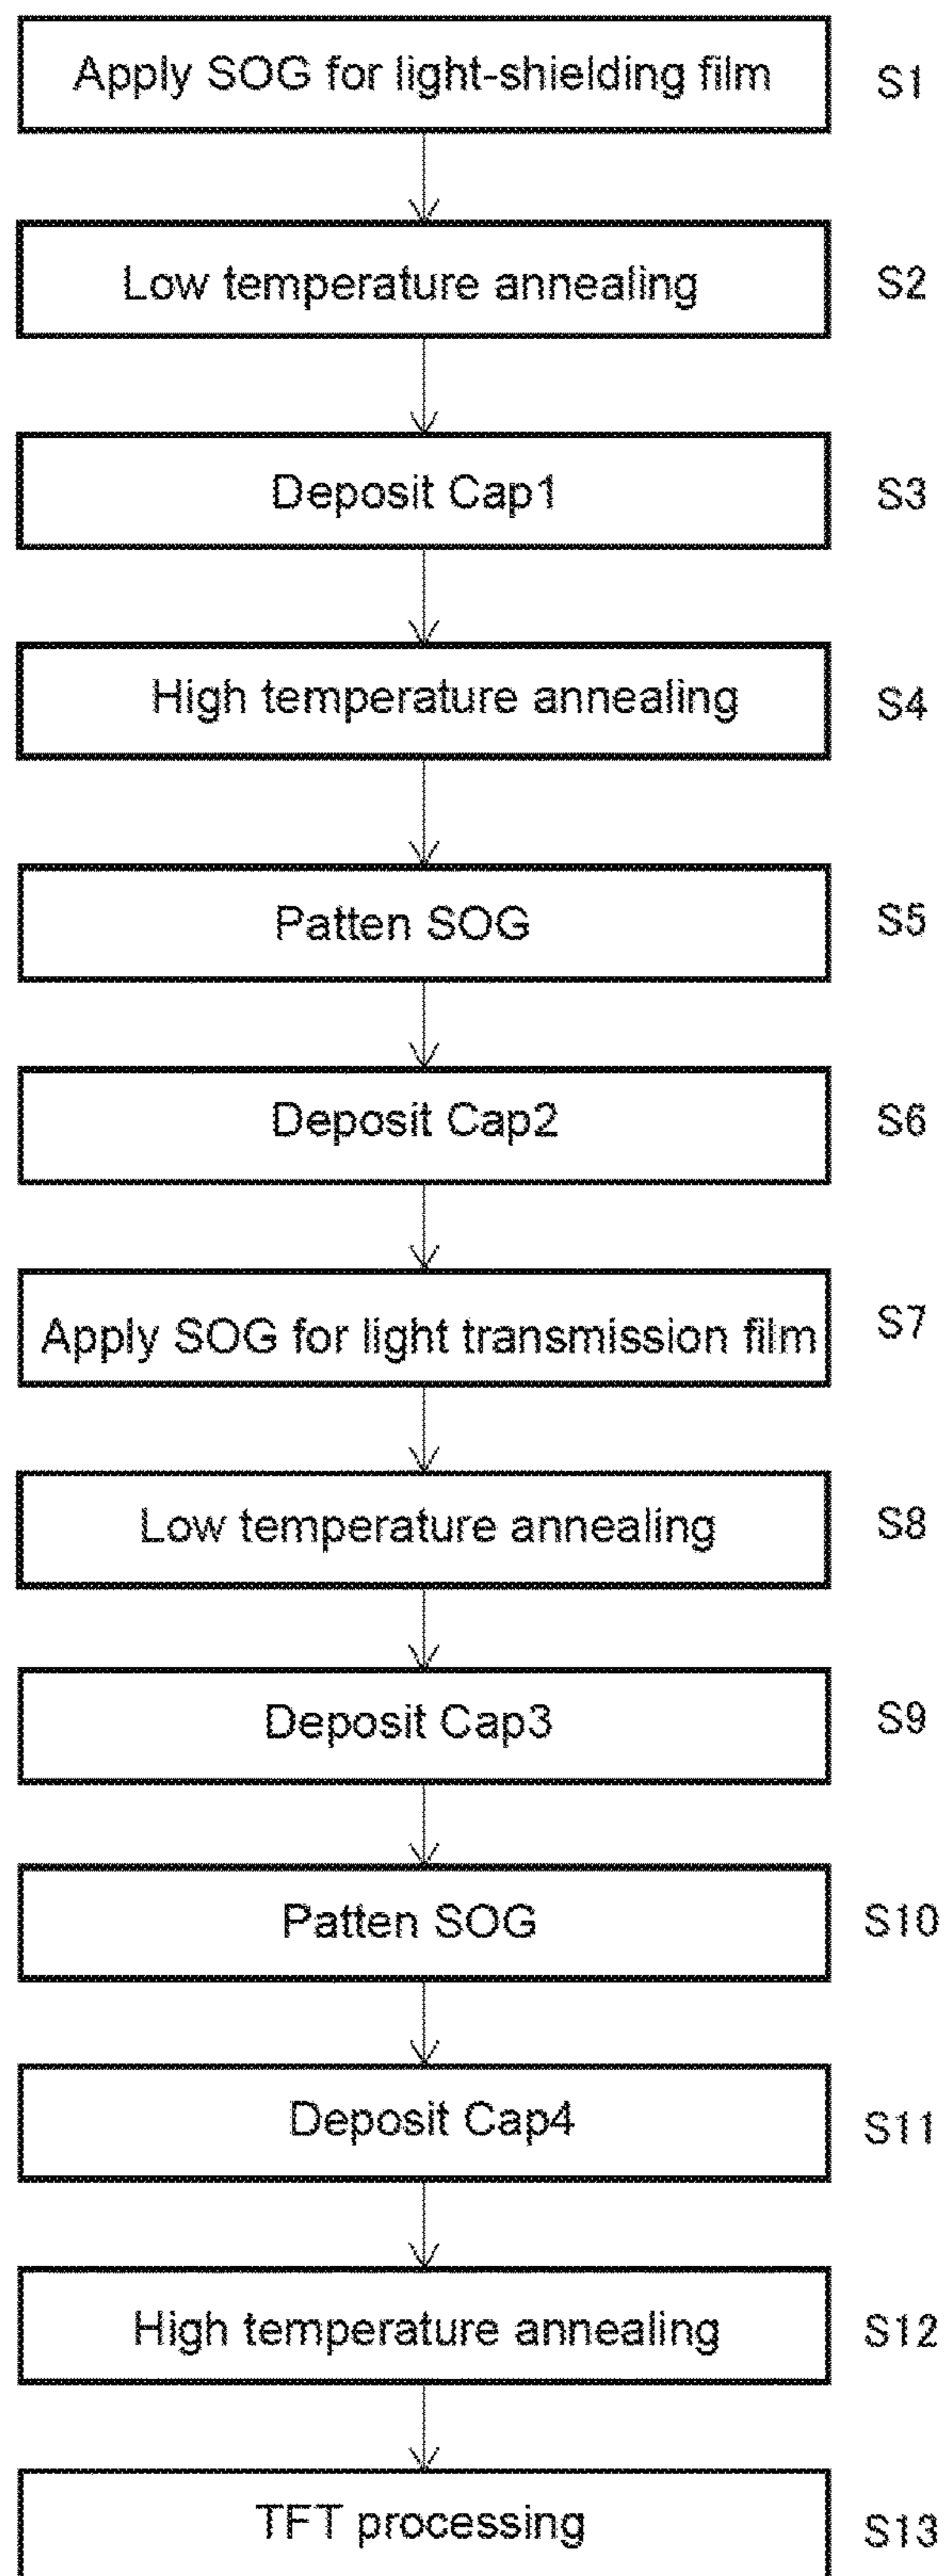 Apply SOG for light-shielding film S1
Low temperature annealing S2
Deposit Cap1 S3
High temperature annealing S4
Patten SOG S5
Deposit Cap2 S6
Apply SOG for light transmission film S7
Low temperature annealing S8
Deposit Cap3 S9
Patten SOG S10
Deposit Cap4 S11
High temperature annealing S12
TFT processing S13